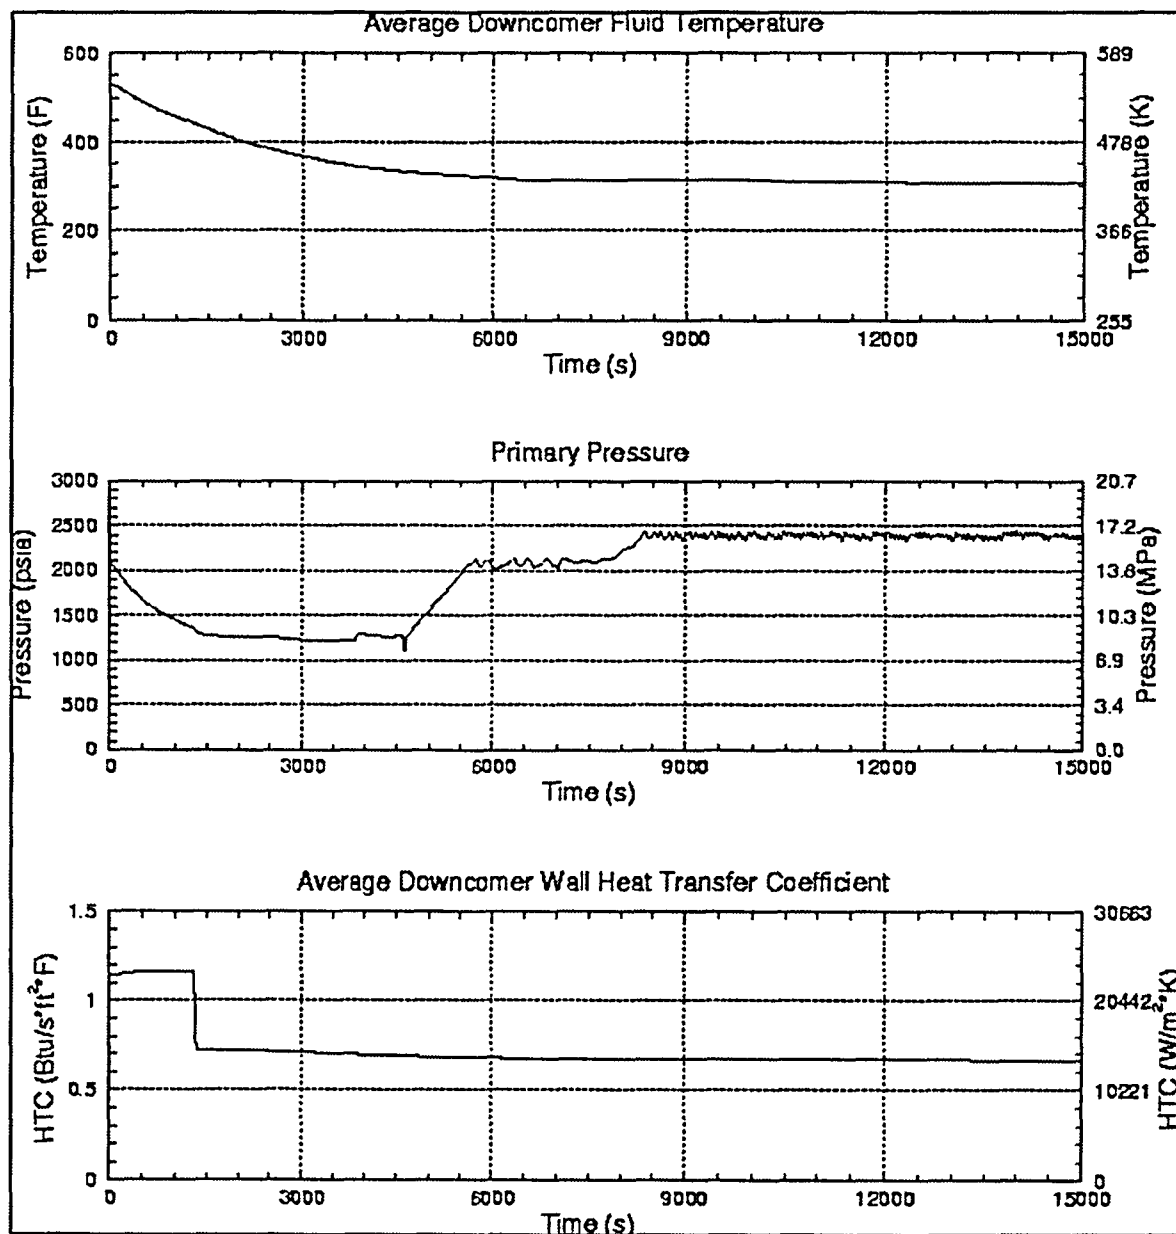 Average Downcomer Fluid Temperature
600
400
200
0
589
478
366
255
Temperature (F)
Temperature (K)
0 3000 6000 9000 12000 15000
Time (s)
Primary Pressure
3000
2500
2000
1500
1000
500
0
20.7
17.2
13.8
10.3
6.9
3.4
0.0
Pressure (psia)
Pressure (MPa)
0 3000 6000 9000 12000 15000
Time (s)
Average Downcomer Wall Heat Transfer Coefficient
1.5
1
0.5
0
30663
20442
10221
0
HTC (Btu/s*ft²*F)
HTC (W/m²*K)
0 3000 6000 9000 12000 15000
Time (s)